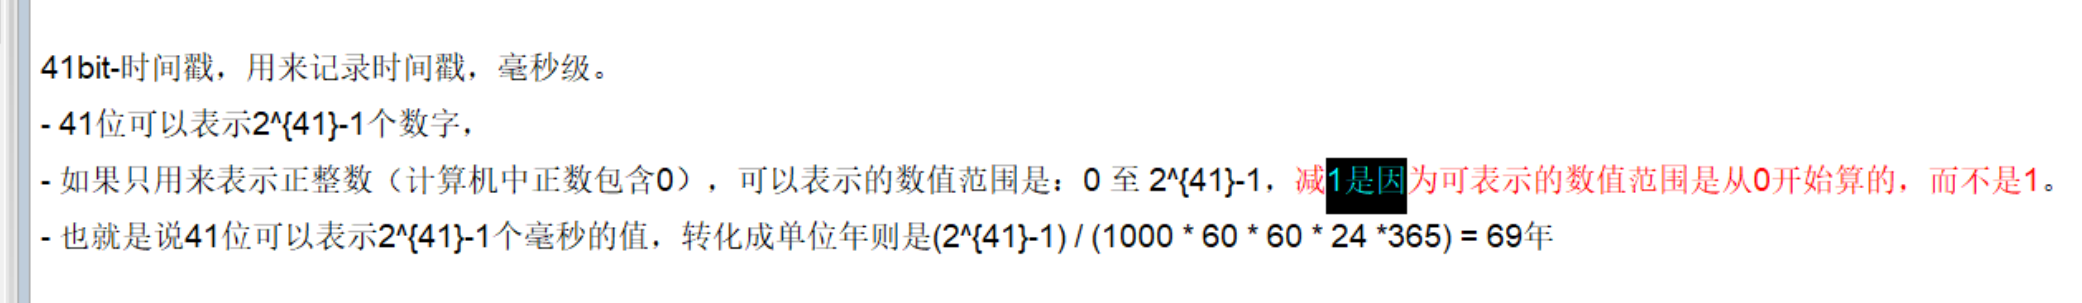 41bit-时间戳，用来记录时间戳，毫秒级。
- 41位可以表示2^{41}-1个数字，
- 如果只用来表示正整数（计算机中正数包含0），可以表示的数值范围是：0 至 2^{41}-1，减1是因为可表示的数值范围是从0开始算的，而不是1。
- 也就是说41位可以表示2^{41}-1个毫秒的值，转化成单位年则是(2^{41}-1) / (1000 * 60 * 60 * 24 *365) = 69年